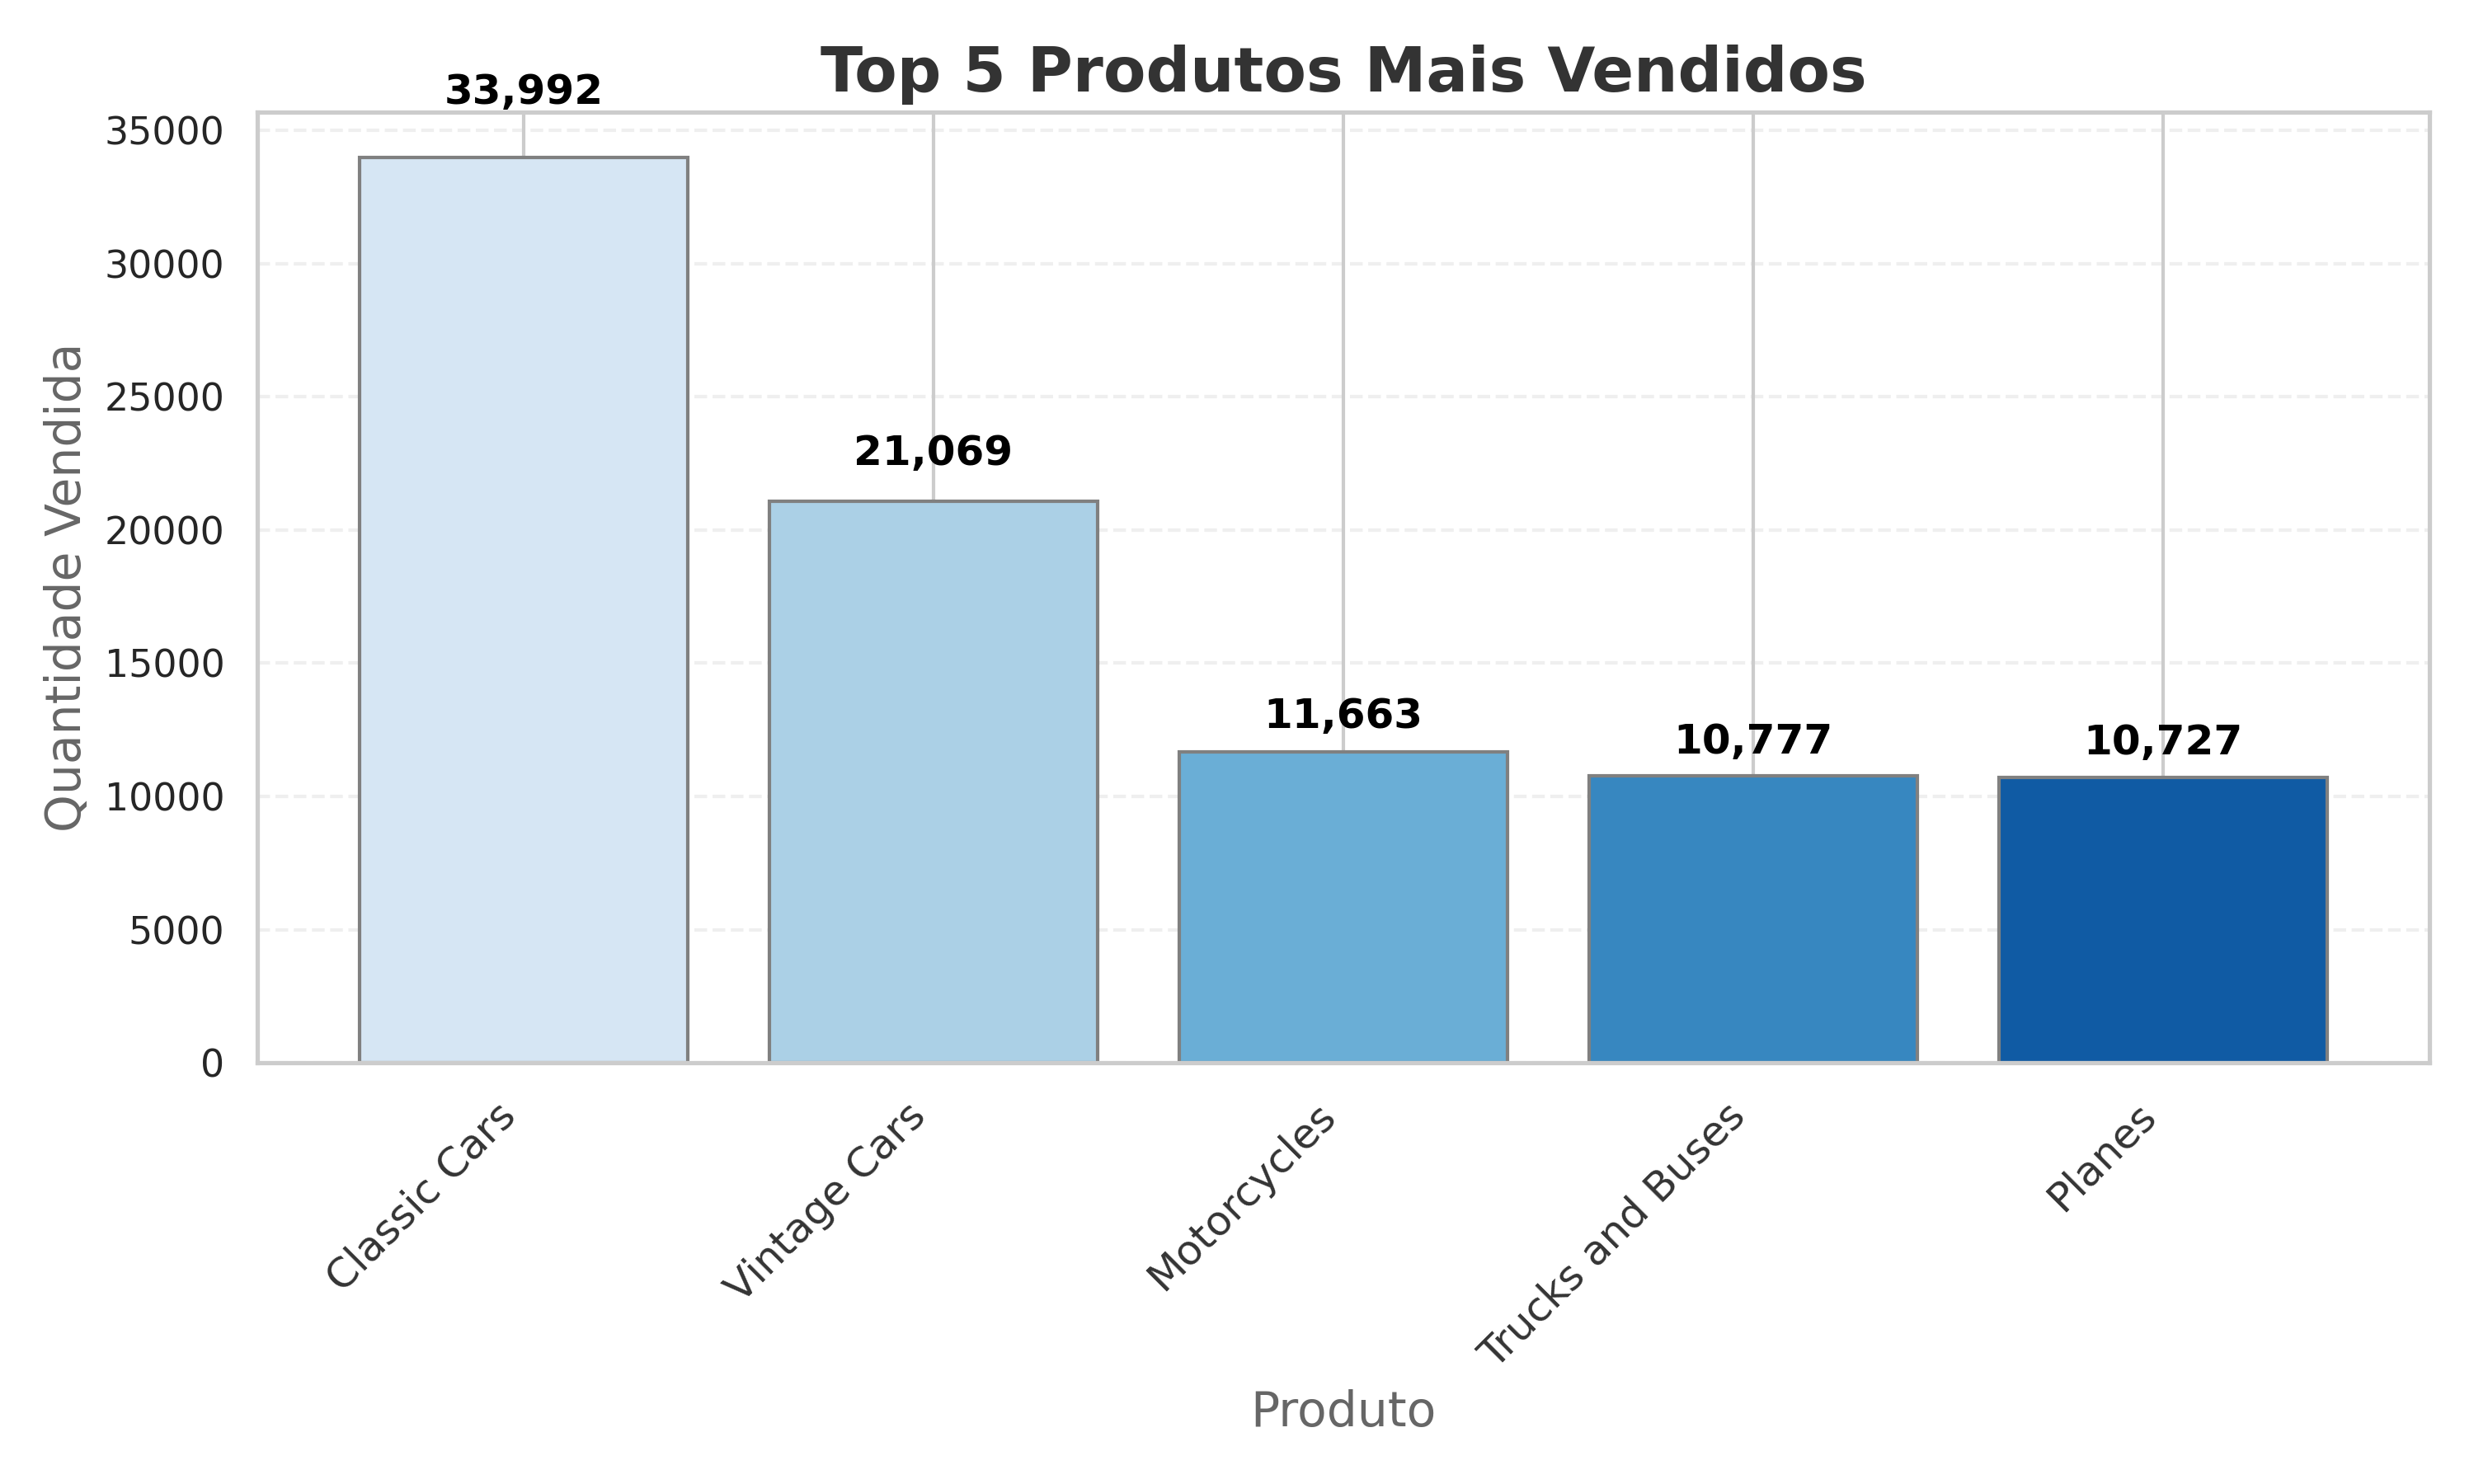 Top 5 Produtos Mais Vendidos
33,992
21,069
11,663
10,777
10,727
Quantidade Vendida
35000
30000
25000
20000
15000
10000
5000
0
Classic Cars
Vintage Cars
Motorcycles
Trucks and Buses
Planes
Produto